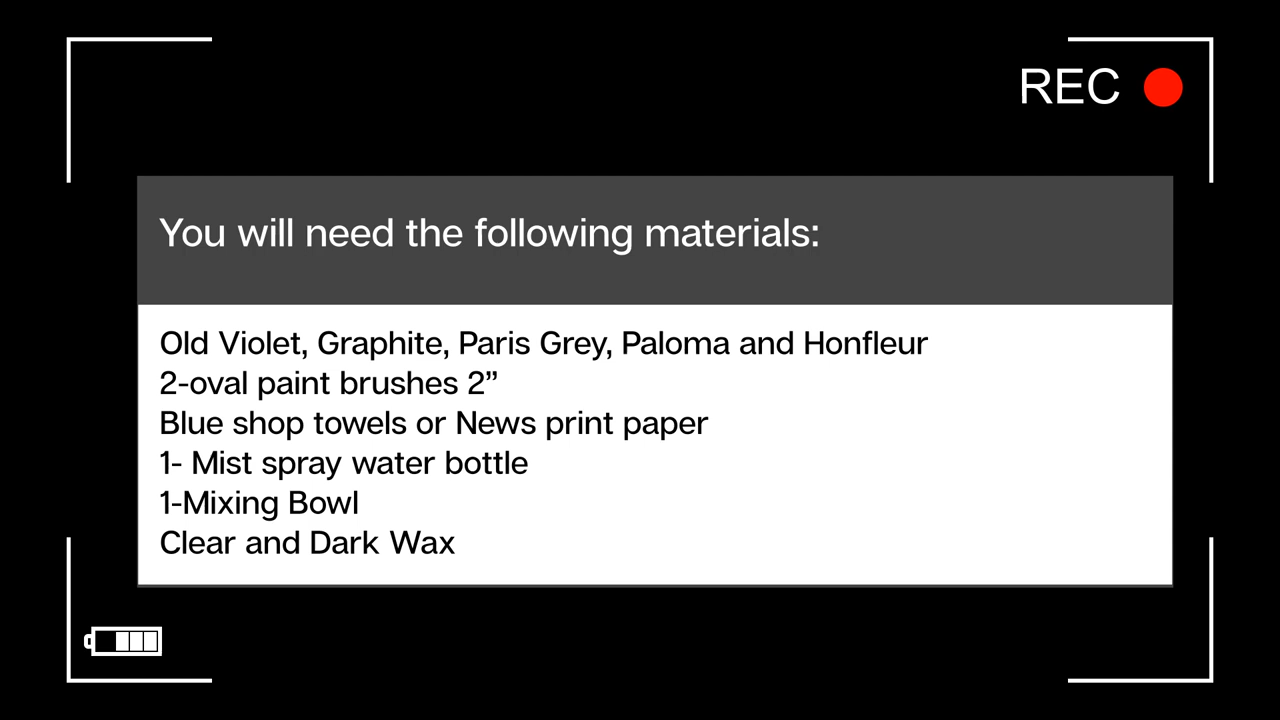 REC
You will need the following materials:
Old Violet, Graphite, Paris Grey, Paloma and Honfleur
2-oval paint brushes 2”
Blue shop towels or News print paper
1- Mist spray water bottle
1-Mixing Bowl
Clear and Dark Wax